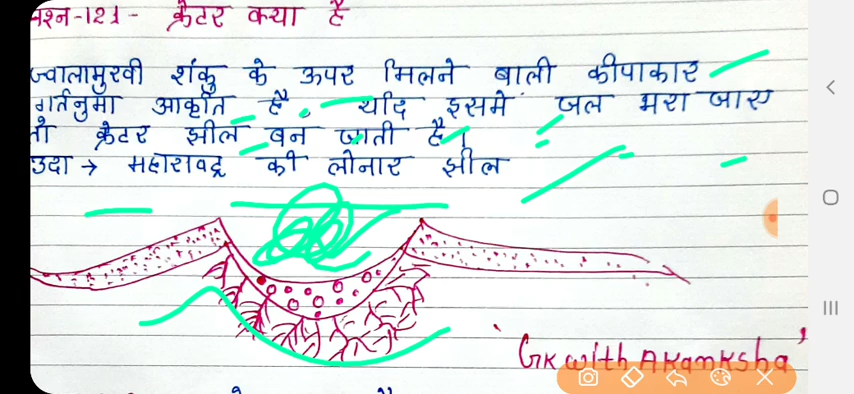 प्रश्न-121- क्रेटर क्या है
ज्वालामुखी शंकु के ऊपर मिलने बाली कीपाकार
गर्तनुमा आकृति है. यदि इसमे जल भरा जाए
तो क्रेटर झील बन जाती है।
उदा → महाराष्ट्र की लोनार झील
'GK with AKanksha'